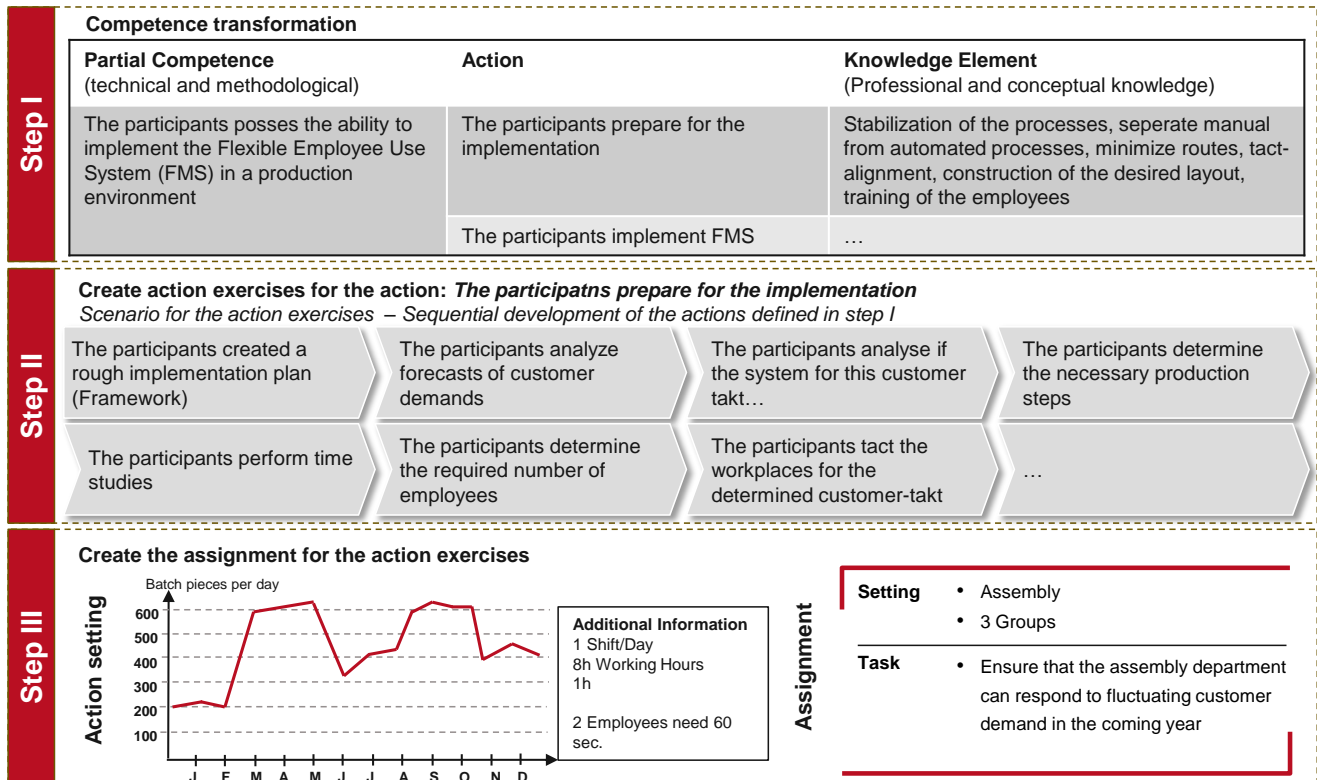 Step I
Competence transformation
Partial Competence
(technical and methodological)
Action
Knowledge Element
(Professional and conceptual knowledge)
The participants posses the ability to
implement the Flexible Employee Use
System (FMS) in a production
environment
The participants prepare for the
implementation
Stabilization of the processes, seperate manual
from automated processes, minimize routes, tact-
alignment, construction of the desired layout,
training of the employees
The participants implement FMS
…
Step II
Create action exercises for the action: The participatns prepare for the implementation
Scenario for the action exercises – Sequential development of the actions defined in step I
The participants created a
rough implementation plan
(Framework)
The participants analyze
forecasts of customer
demands
The participants analyse if
the system for this customer
takt…
The participants determine
the necessary production
steps
The participants perform time
studies
The participants determine
the required number of
employees
The participants tact the
workplaces for the
determined customer-takt
…
Step III
Create the assignment for the action exercises
Action setting
Batch pieces per day
600
500
400
300
200
100
J F M A M J J A S O N D
Additional Information
1 Shift/Day
8h Working Hours
1h
2 Employees need 60
sec.
Assignment
Setting
• Assembly
• 3 Groups
Task
• Ensure that the assembly department
can respond to fluctuating customer
demand in the coming year